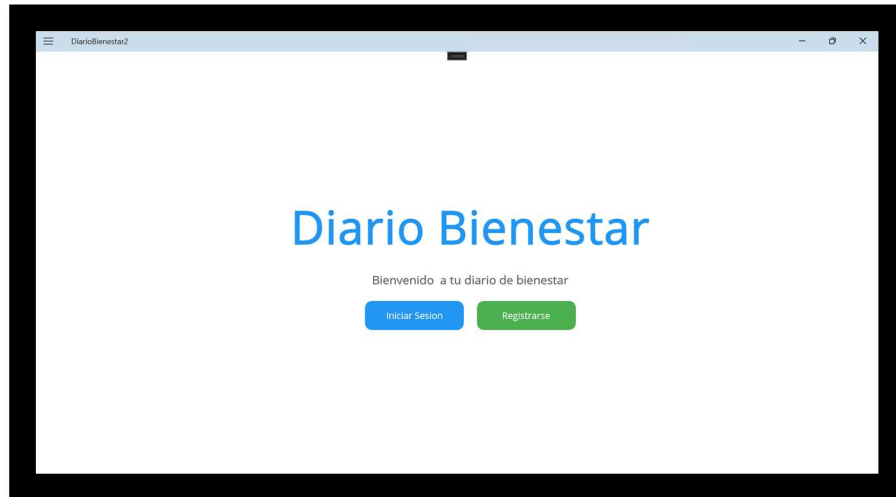 DiarioBienestar2
Diario Bienestar
Bienvenido  a tu diario de bienestar
Iniciar Sesion Registrarse